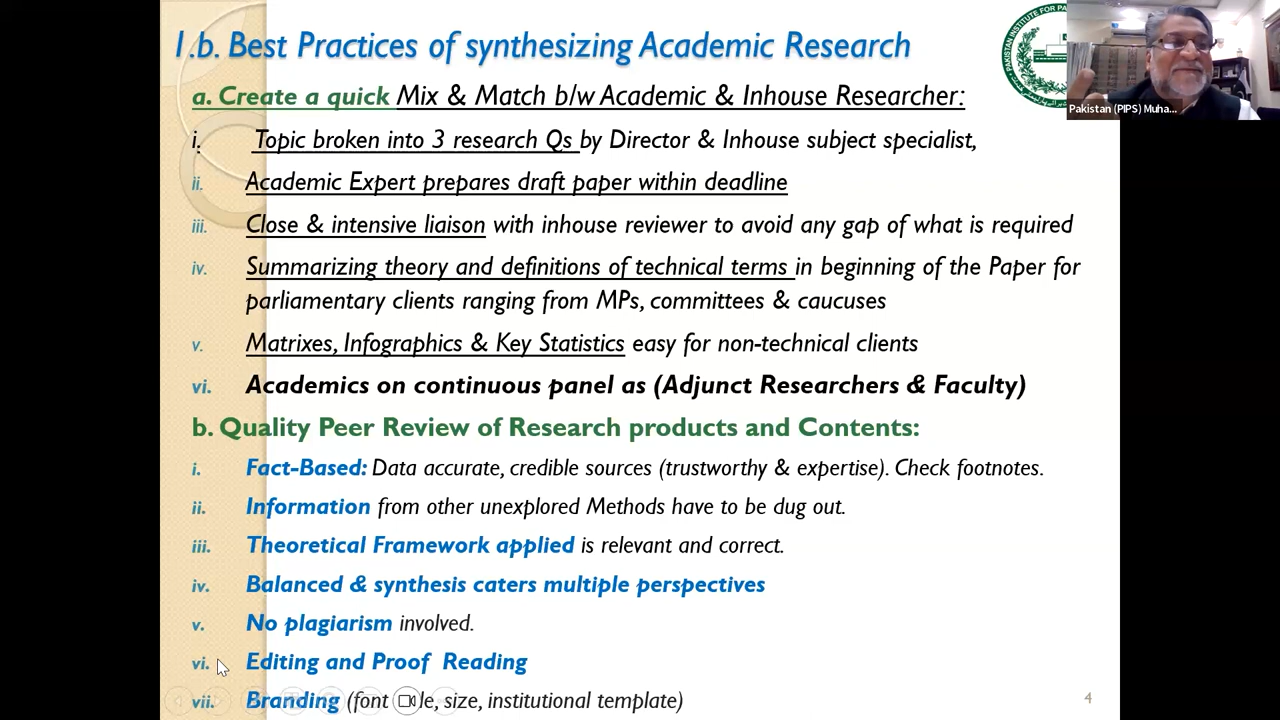 1.b. Best Practices of synthesizing Academic Research
a. Create a quick Mix & Match b/w Academic & Inhouse Researcher:
i. Topic broken into 3 research Qs by Director & Inhouse subject specialist,
ii. Academic Expert prepares draft paper within deadline
iii. Close & intensive liaison with inhouse reviewer to avoid any gap of what is required
iv. Summarizing theory and definitions of technical terms in beginning of the Paper for
parliamentary clients ranging from MPs, committees & caucuses
v. Matrixes, Infographics & Key Statistics easy for non-technical clients
vi. Academics on continuous panel as (Adjunct Researchers & Faculty)
b. Quality Peer Review of Research products and Contents:
i. Fact-Based: Data accurate, credible sources (trustworthy & expertise). Check footnotes.
ii. Information from other unexplored Methods have to be dug out.
iii. Theoretical Framework applied is relevant and correct.
iv. Balanced & synthesis caters multiple perspectives
v. No plagiarism involved.
vi. Editing and Proof Reading
vii. Branding (font size, institutional template)
4
PAKISTAN INSTITUTE FOR
Pakistan (PIPS) Muha...